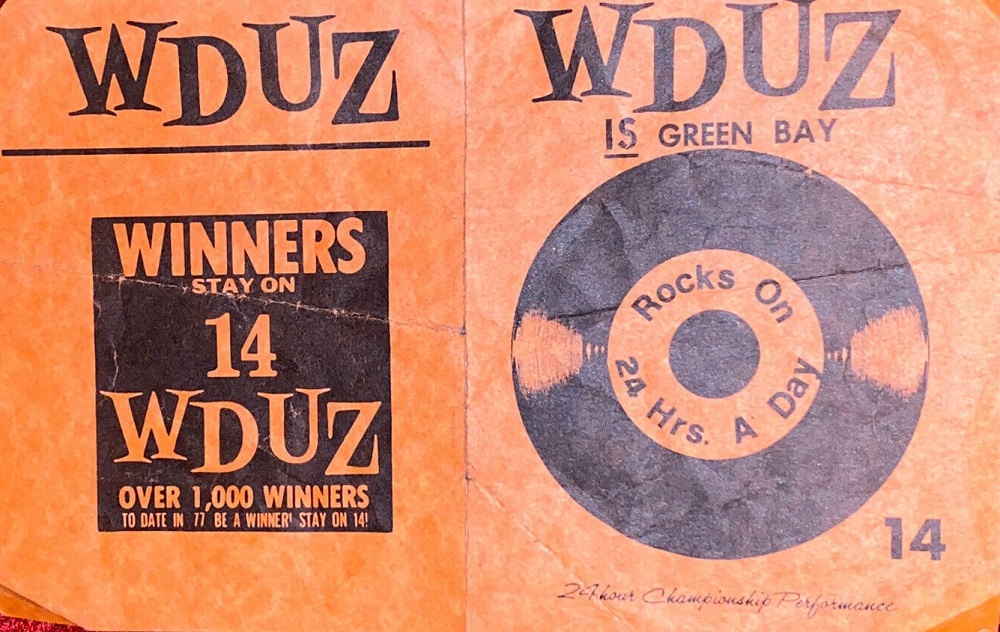 WDUZ
WINNERS
STAY ON
14
WDUZ
OVER 1,000 WINNERS
TO DATE IN '77 BE A WINNER! STAY ON 14!
WDUZ
IS GREEN BAY
Rocks On
24 Hrs. A Day
14
24 hour Championship Performance